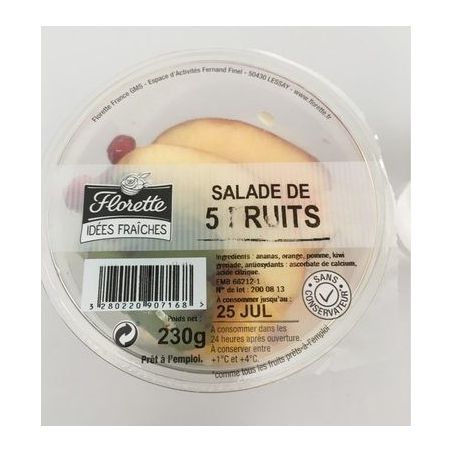 Florette France GMS - Espace d'Activités Fernand Finel - 50430 LESSAY - www.florette.fr
Florette
IDÉES FRAÎCHES
SALADE DE
5 FRUITS
Ingrédients : ananas, orange, pomme, kiwi
grenade, antioxydants : ascorbate de calcium,
acide citrique.
EMB 66212-1
N° de lot : 200 08 13
A consommer jusqu'au :
25 JUL
3 280220 907168 >
Poids net :
230g
Prêt à l'emploi.
A consommer dans les
24 heures après ouverture.
A conserver entre
+1°C et +4°C.
SANS
CONSERVATEUR*
*comme tous les fruits prêts-à-l'emploi